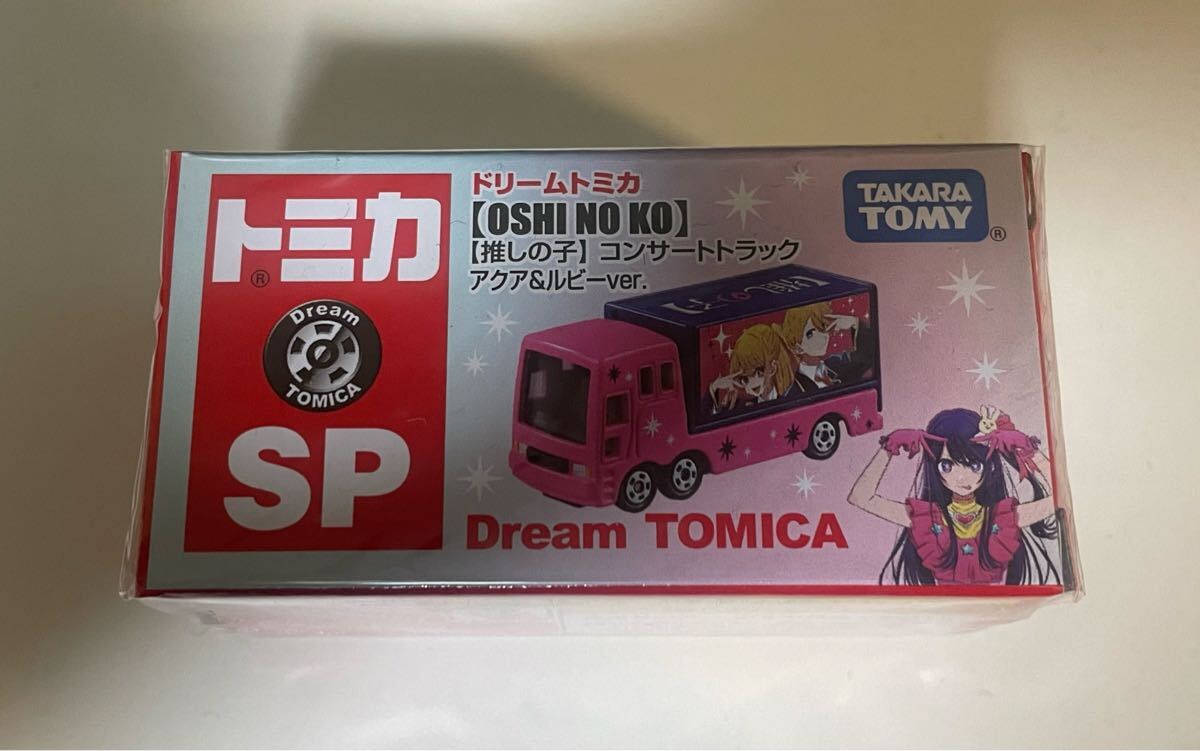 トミカ
®
Dream
TOMICA
SP
ドリームトミカ
【OSHI NO KO】
【推しの子】コンサートトラック
アクア&ルビーver.
TAKARA
TOMY
®
Dream TOMICA